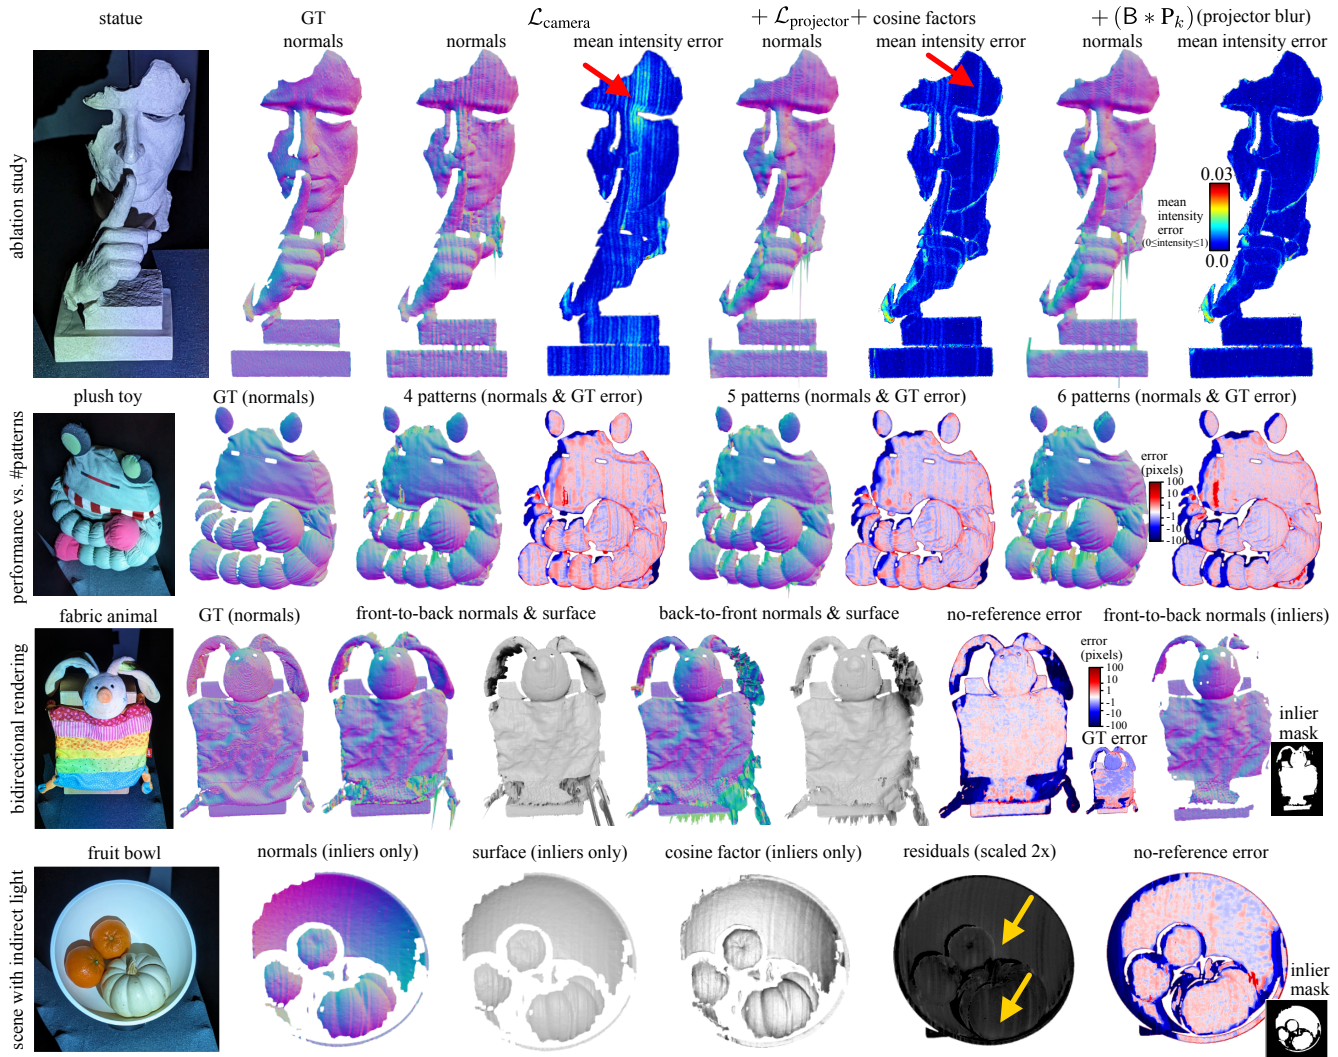 statue
GT
ℒcamera
+ ℒprojector + cosine factors
+ (B ∗ Pk) (projector blur)
normals
normals
mean intensity error
normals
mean intensity error
normals
mean intensity error
ablation study
0.03
mean
intensity
error
(0≤intensity≤1)
0.0
plush toy
GT (normals)
4 patterns (normals & GT error)
5 patterns (normals & GT error)
6 patterns (normals & GT error)
performance vs. #patterns
error
(pixels)
100
10
1
-1
-10
-100
fabric animal
GT (normals)
front-to-back normals & surface
back-to-front normals & surface
no-reference error
front-to-back normals (inliers)
bidirectional rendering
error
(pixels)
100
10
1
-1
-10
-100
GT error
inlier
mask
fruit bowl
normals (inliers only)
surface (inliers only)
cosine factor (inliers only)
residuals (scaled 2x)
no-reference error
scene with indirect light
inlier
mask